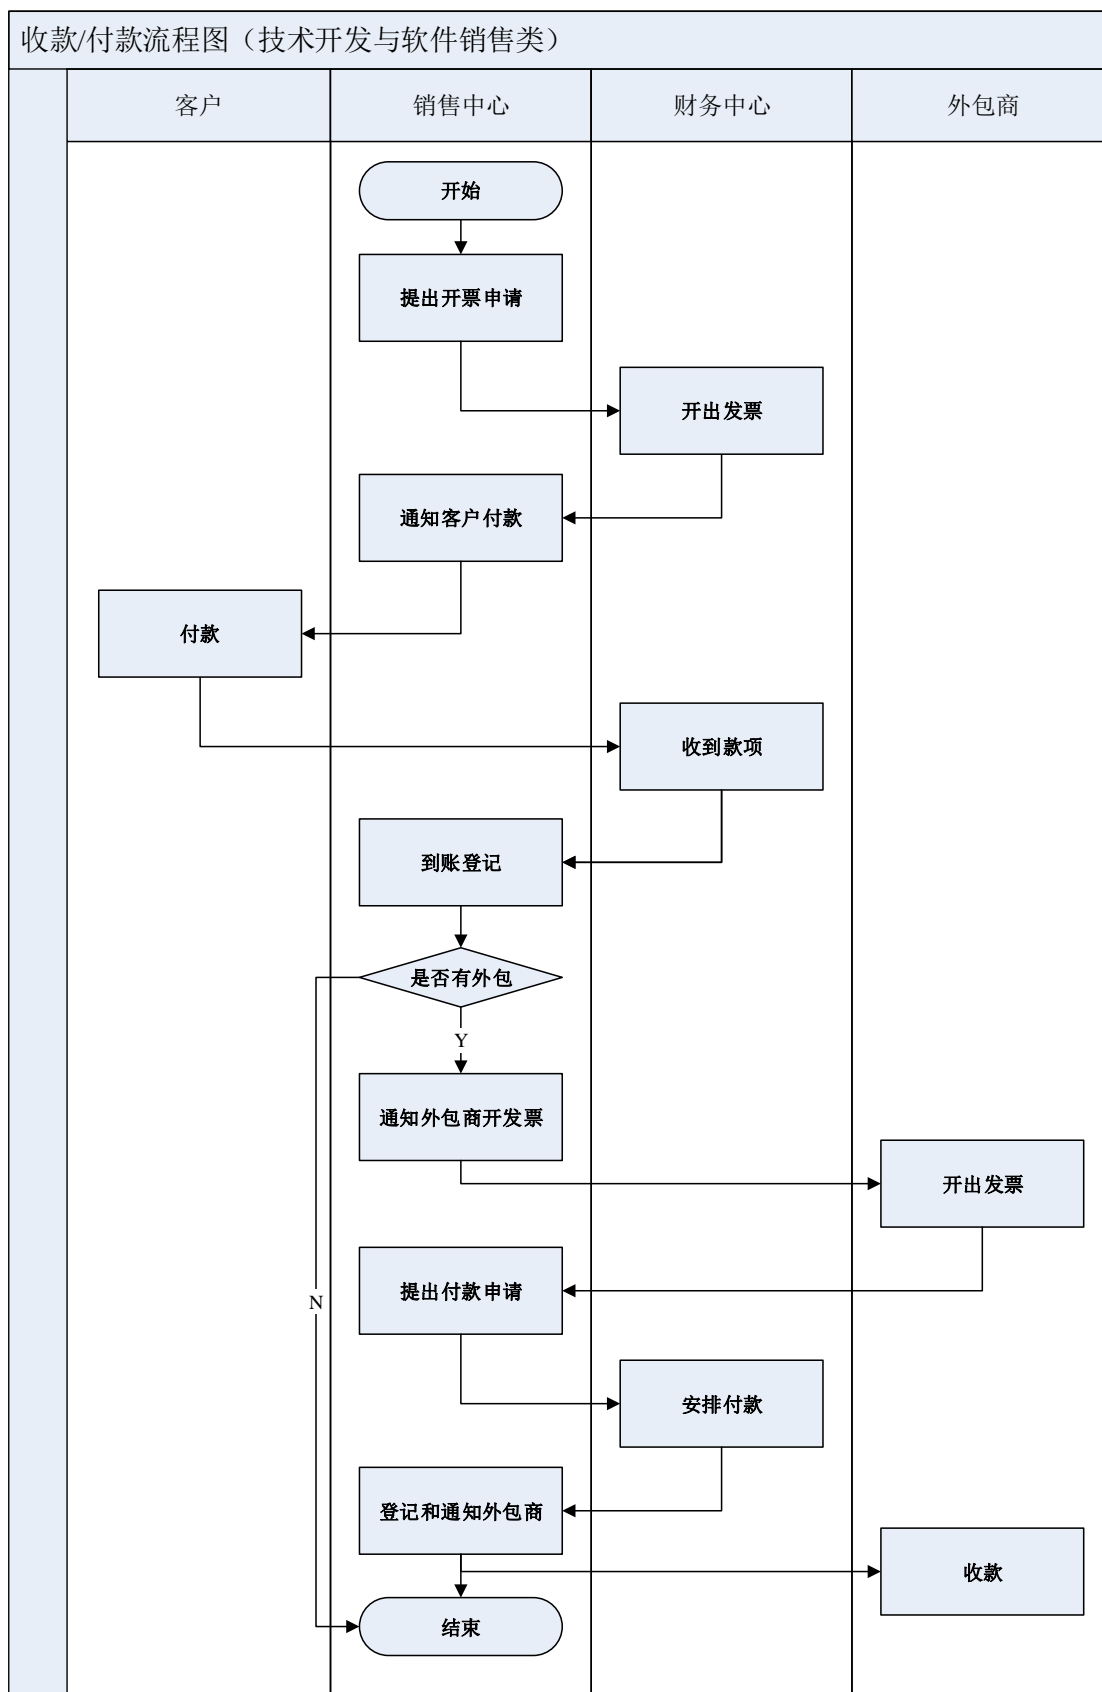 收款/付款流程图（技术开发与软件销售类）
客户
销售中心
财务中心
外包商
开始
提出开票申请
开出发票
通知客户付款
付款
收到款项
到账登记
是否有外包
Y
通知外包商开发票
开出发票
提出付款申请
N
安排付款
登记和通知外包商
收款
结束